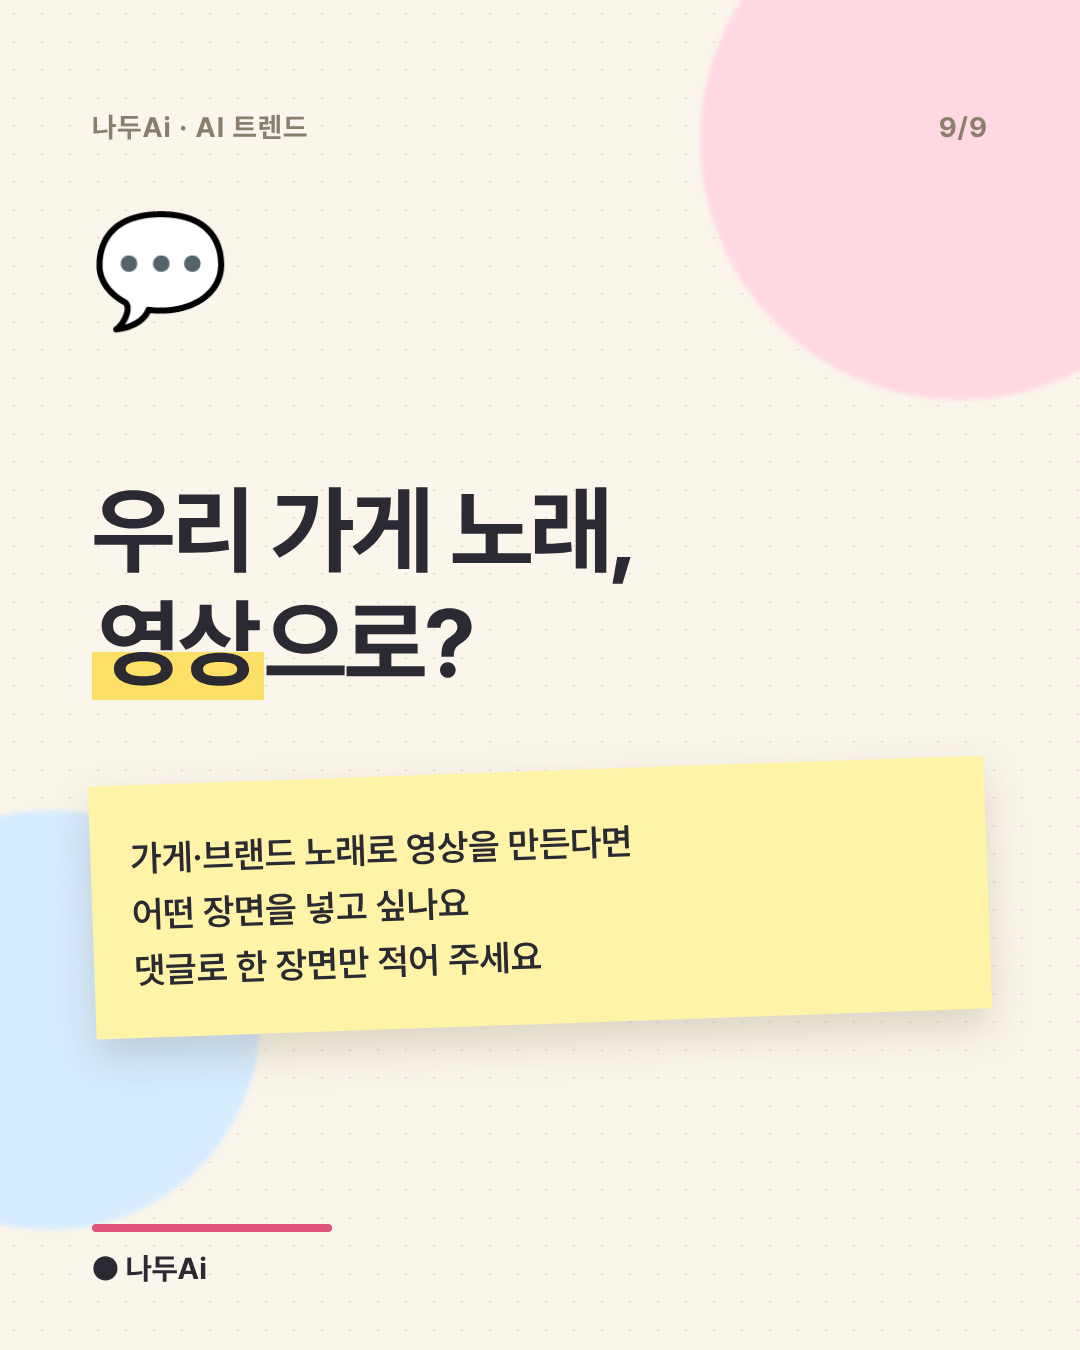 나두Ai · AI 트렌드
9/9
우리 가게 노래,
영상으로?
가게·브랜드 노래로 영상을 만든다면
어떤 장면을 넣고 싶나요
댓글로 한 장면만 적어 주세요
● 나두Ai